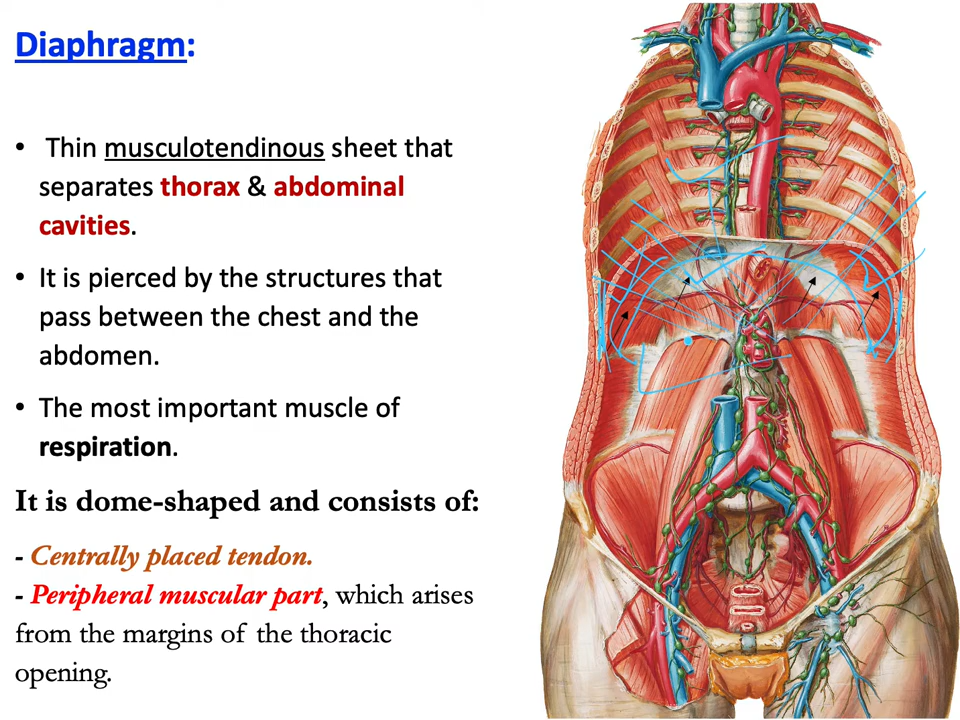 Diaphragm:
• Thin musculotendinous sheet that
separates thorax & abdominal
cavities.
• It is pierced by the structures that
pass between the chest and the
abdomen.
• The most important muscle of
respiration.
It is dome-shaped and consists of:
- Centrally placed tendon.
- Peripheral muscular part, which arises
from the margins of the thoracic
opening.